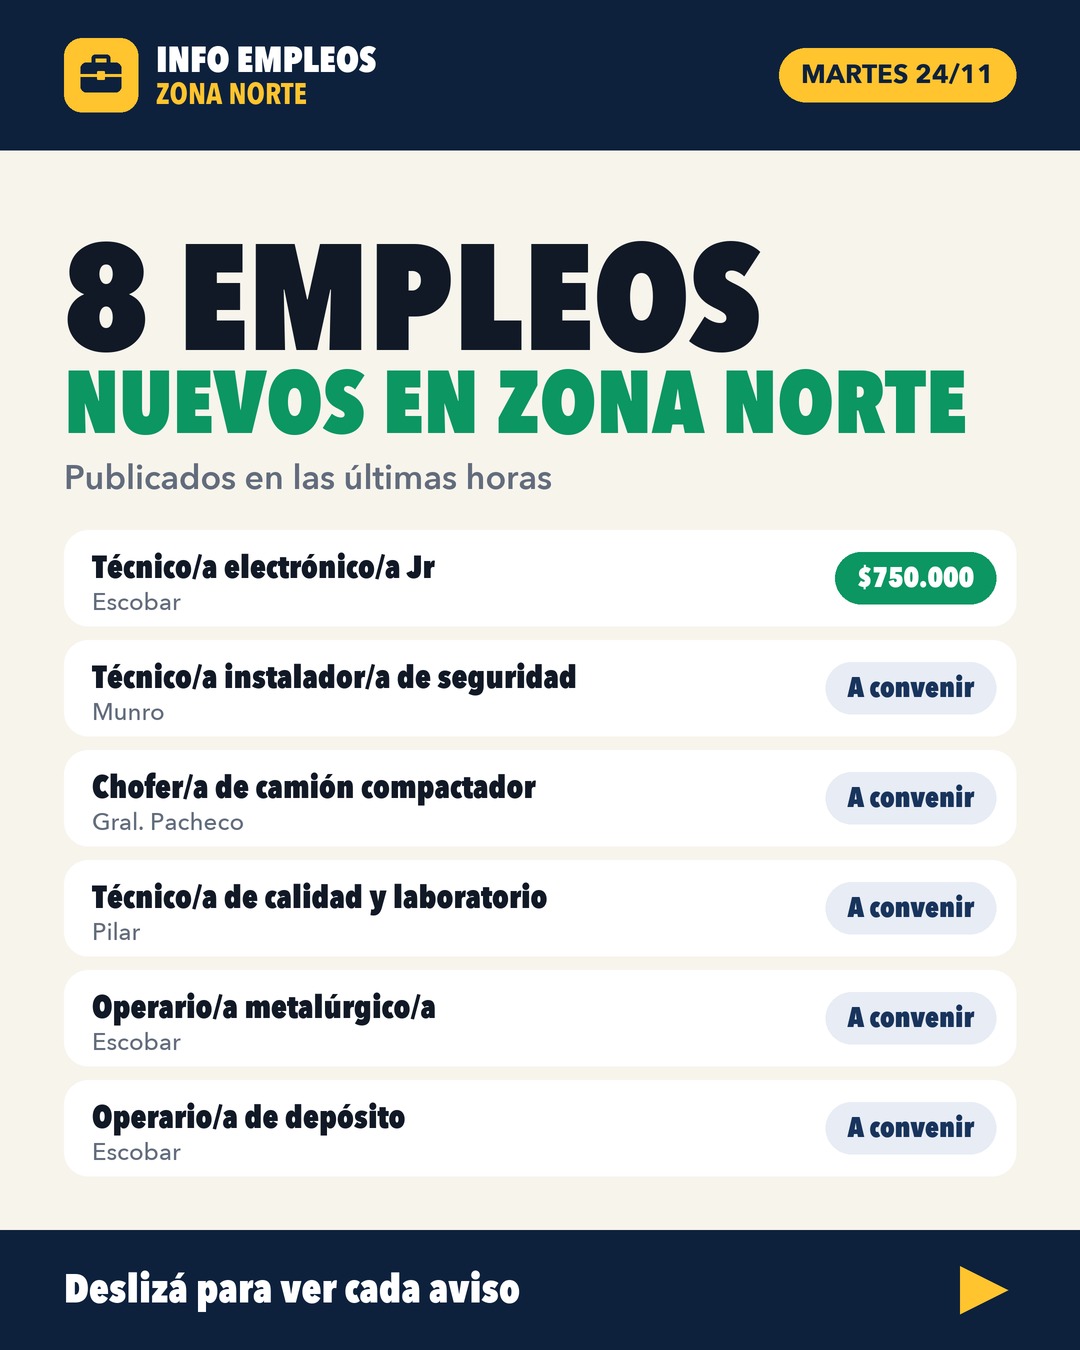 INFO EMPLEOS
ZONA NORTE
MARTES 24/11
8 EMPLEOS
NUEVOS EN ZONA NORTE
Publicados en las últimas horas
Técnico/a electrónico/a Jr
Escobar
$750.000
Técnico/a instalador/a de seguridad
Munro
A convenir
Chofer/a de camión compactador
Gral. Pacheco
A convenir
Técnico/a de calidad y laboratorio
Pilar
A convenir
Operario/a metalúrgico/a
Escobar
A convenir
Operario/a de depósito
Escobar
A convenir
Deslizá para ver cada aviso